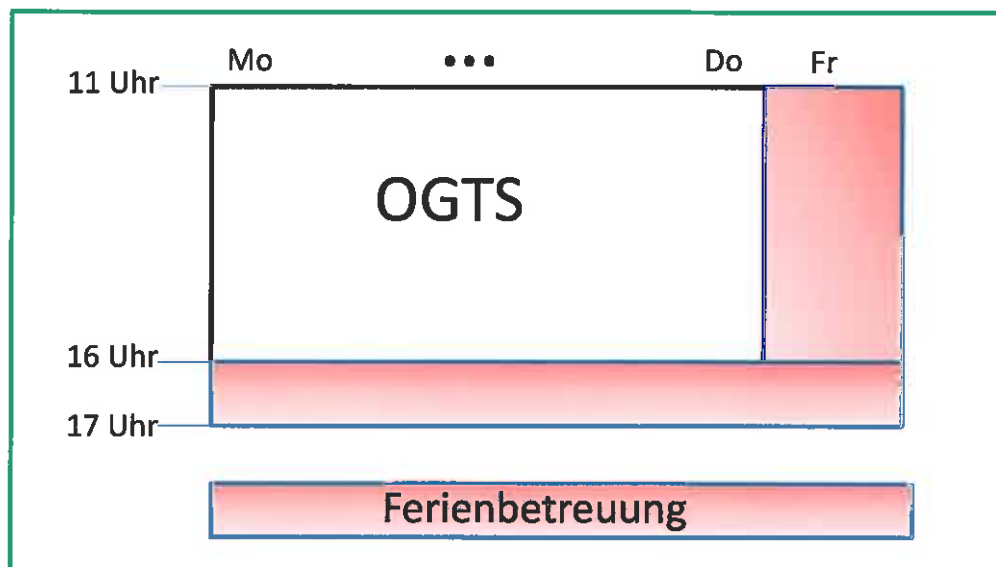 Mo ... Do Fr
11 Uhr
OGTS
16 Uhr
17 Uhr
Ferienbetreuung